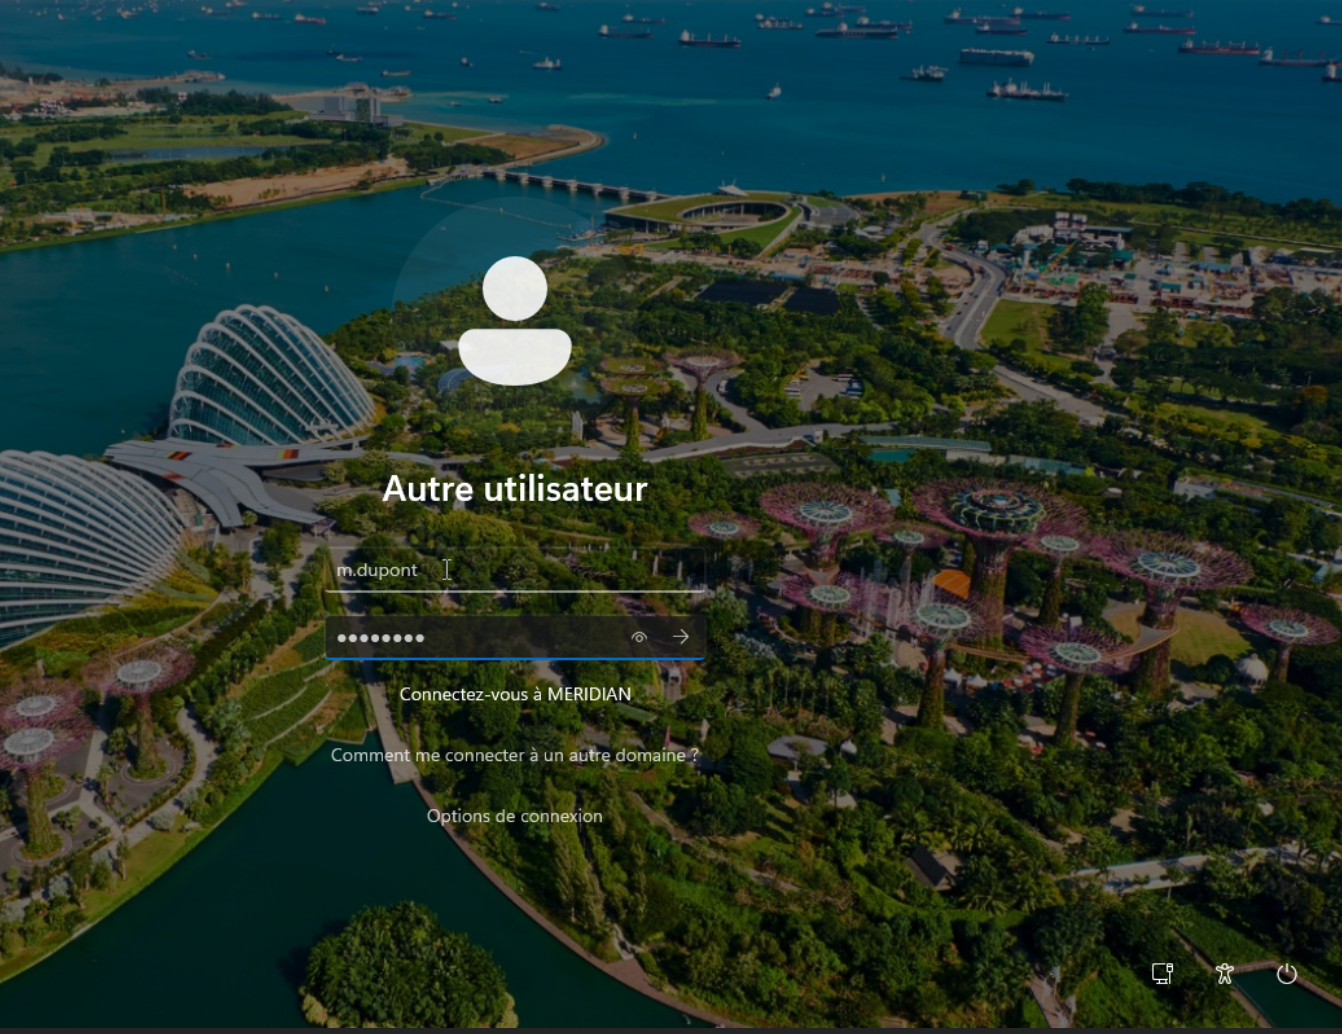 Autre utilisateur
m.dupont
Connectez-vous à MERIDIAN
Comment me connecter à un autre domaine ?
Options de connexion